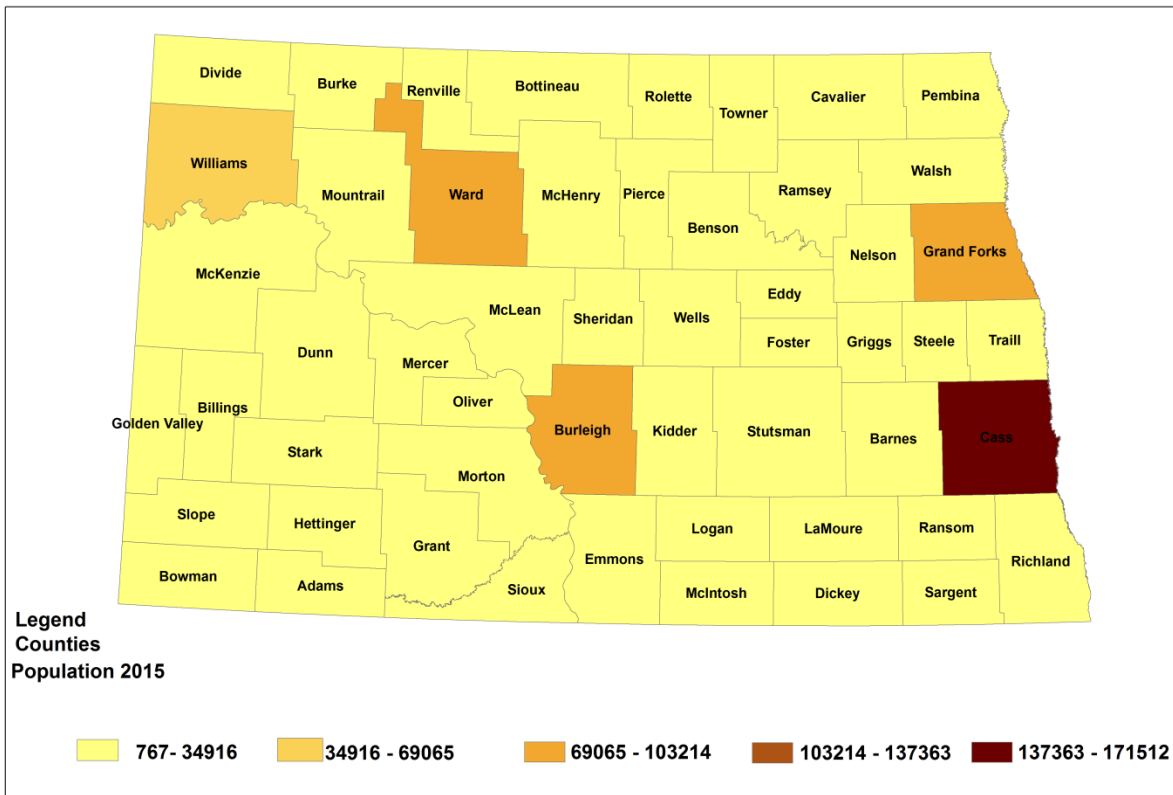 Divide
Burke
Renville
Bottineau
Rolette
Towner
Cavalier
Pembina
Williams
Mountrail
Ward
McHenry
Pierce
Benson
Ramsey
Walsh
Nelson
Grand Forks
McKenzie
Dunn
McLean
Mercer
Oliver
Sheridan
Wells
Eddy
Foster
Griggs
Steele
Traill
Golden Valley
Billings
Stark
Morton
Burleigh
Kidder
Stutsman
Barnes
Cass
Slope
Hettinger
Grant
Bowman
Adams
Sioux
Emmons
Logan
LaMoure
Ransom
Richland
McIntosh
Dickey
Sargent
Legend
Counties
Population 2015
767- 34916
34916 - 69065
69065 - 103214
103214 - 137363
137363 - 171512